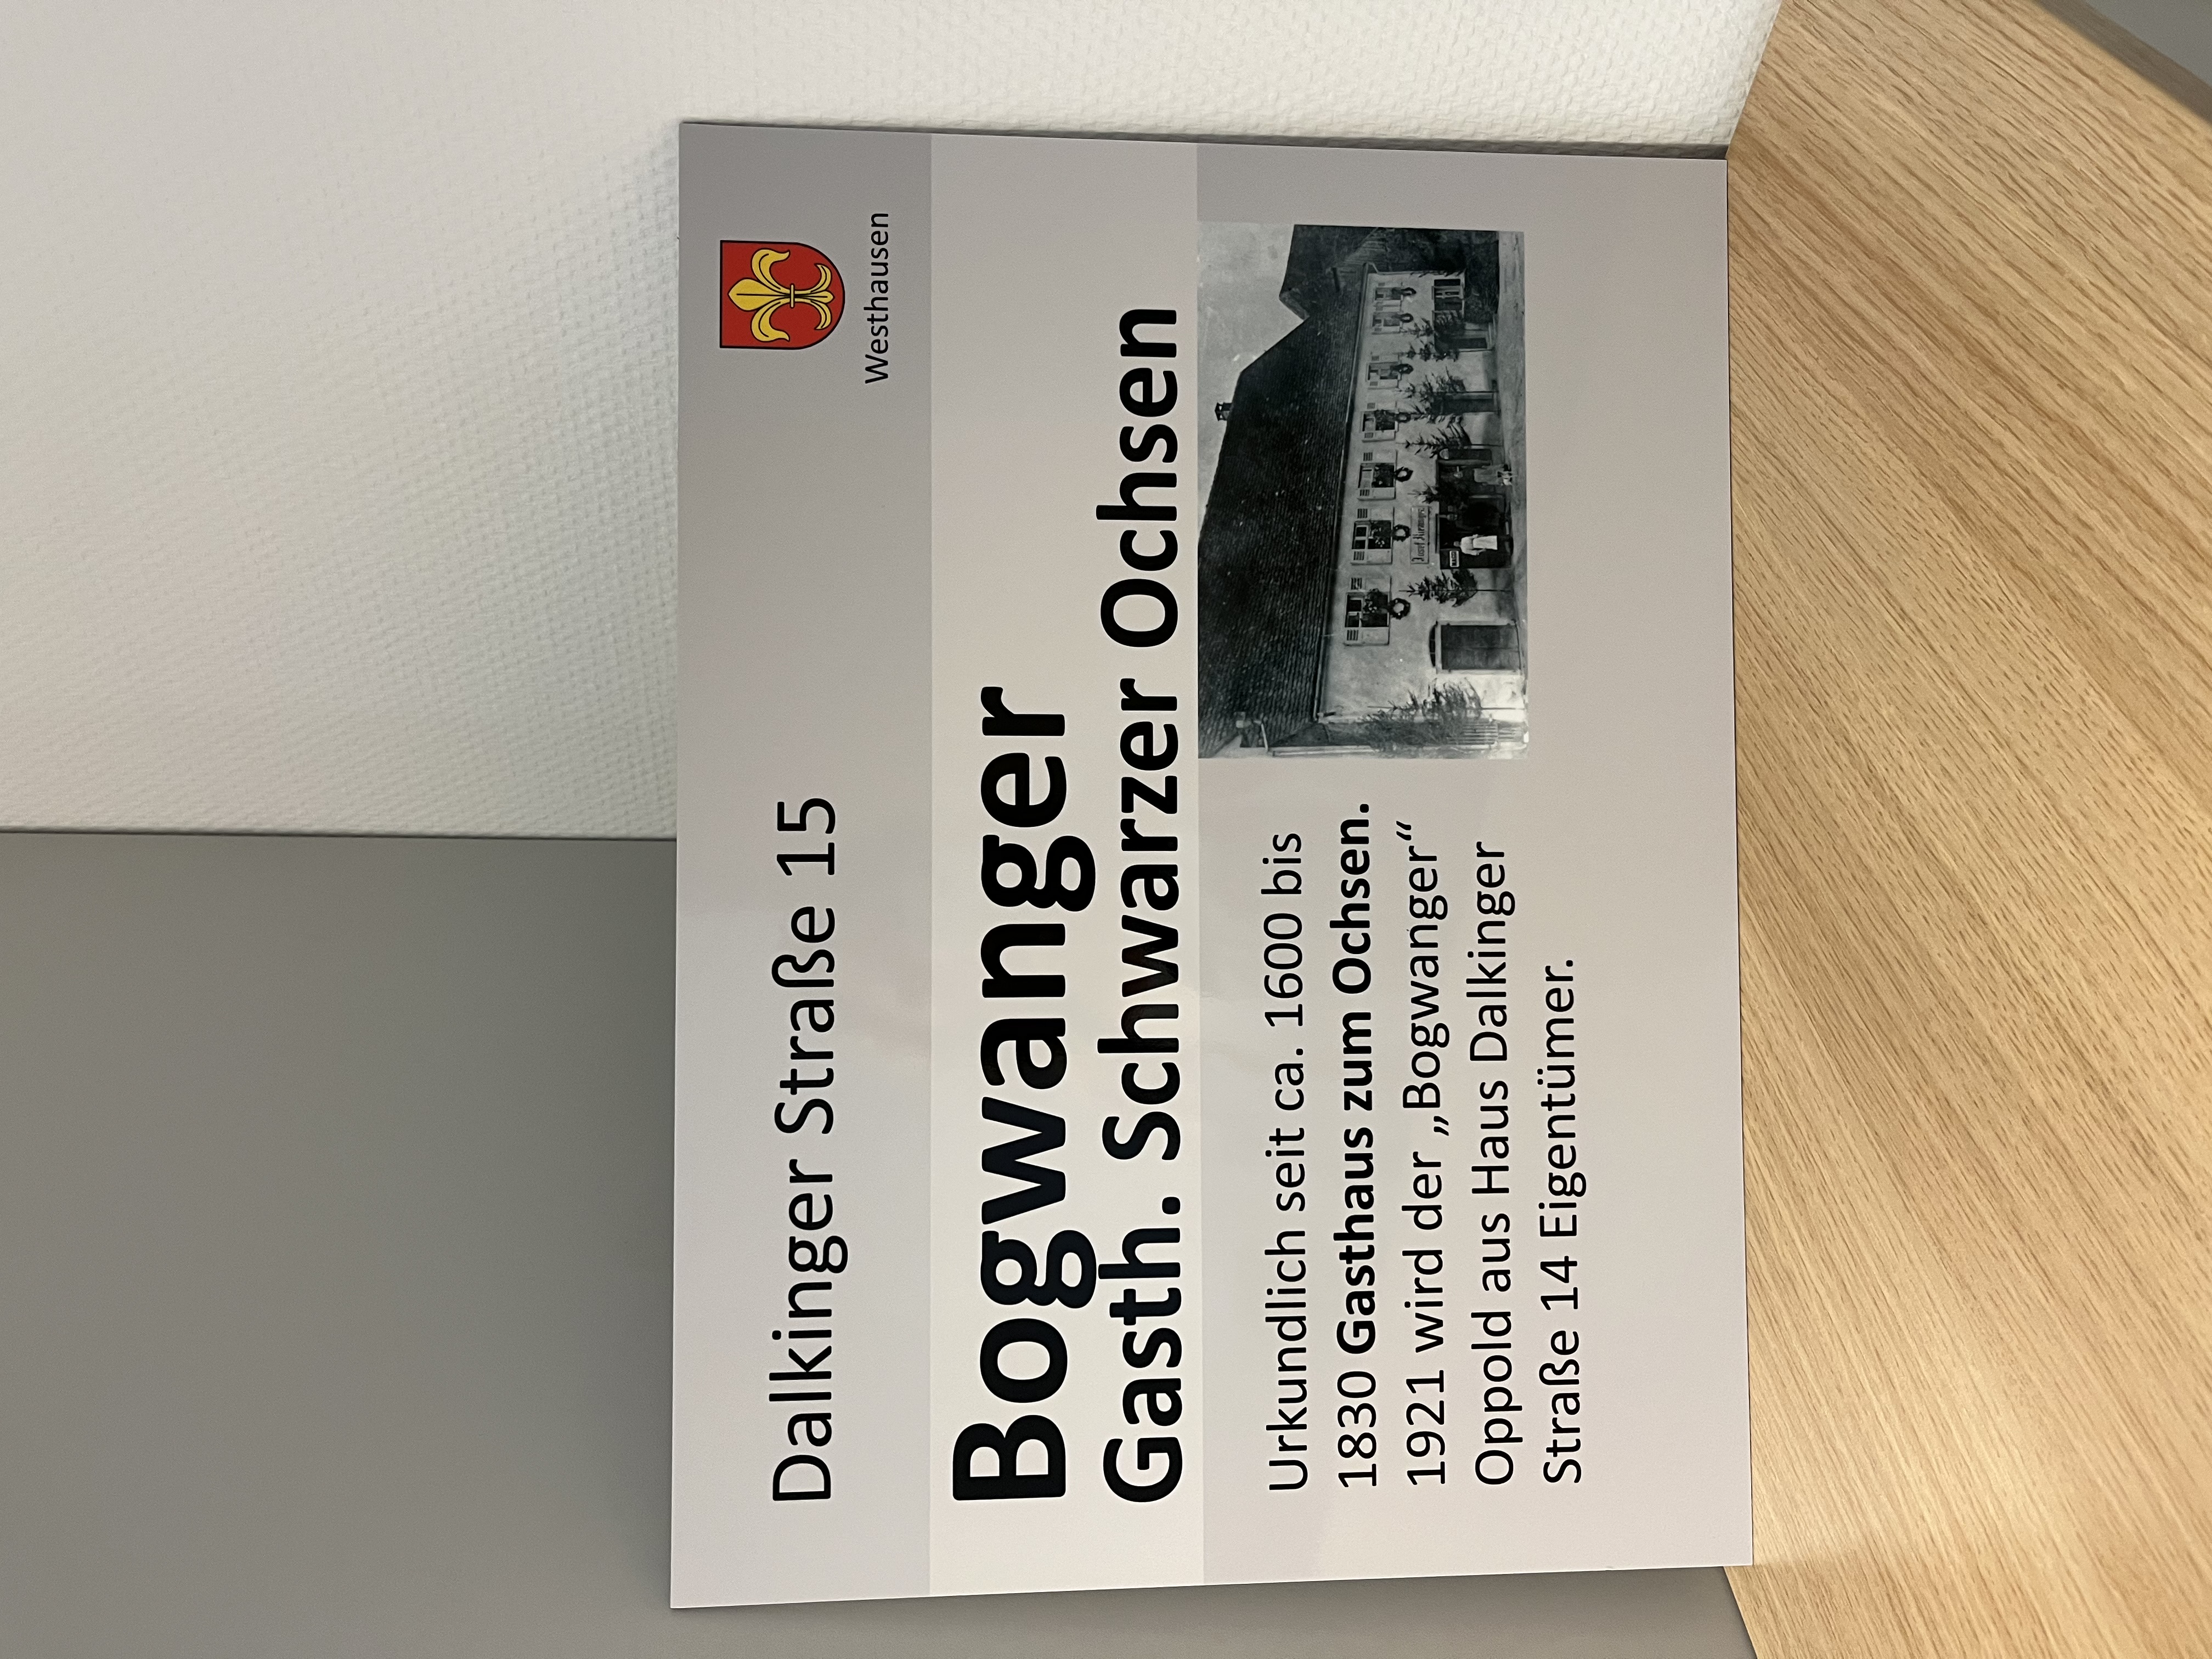 Dalkinger Straße 15
Westhausen
Bogwanger
Gasth. Schwarzer Ochsen
Urkundlich seit ca. 1600 bis
1830 Gasthaus zum Ochsen.
1921 wird der „Bogwanger“
Oppold aus Haus Dalkinger
Straße 14 Eigentümer.